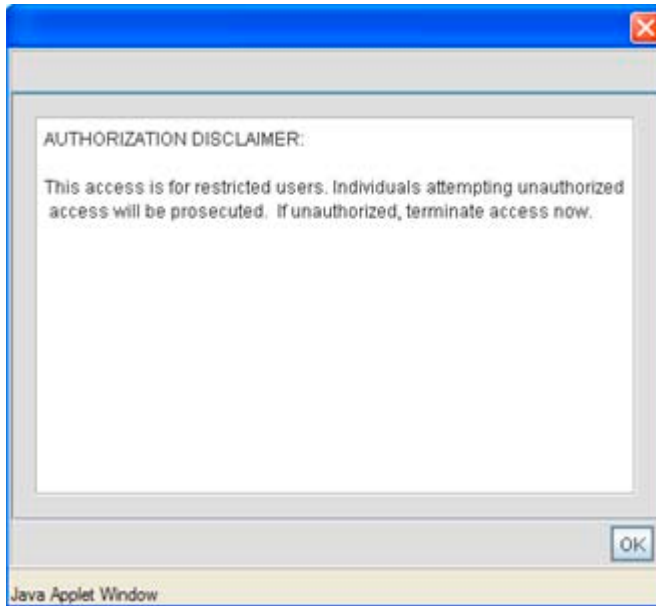 AUTHORIZATION DISCLAIMER:
This access is for restricted users. Individuals attempting unauthorized
access will be prosecuted. If unauthorized, terminate access now.
OK
Java Applet Window